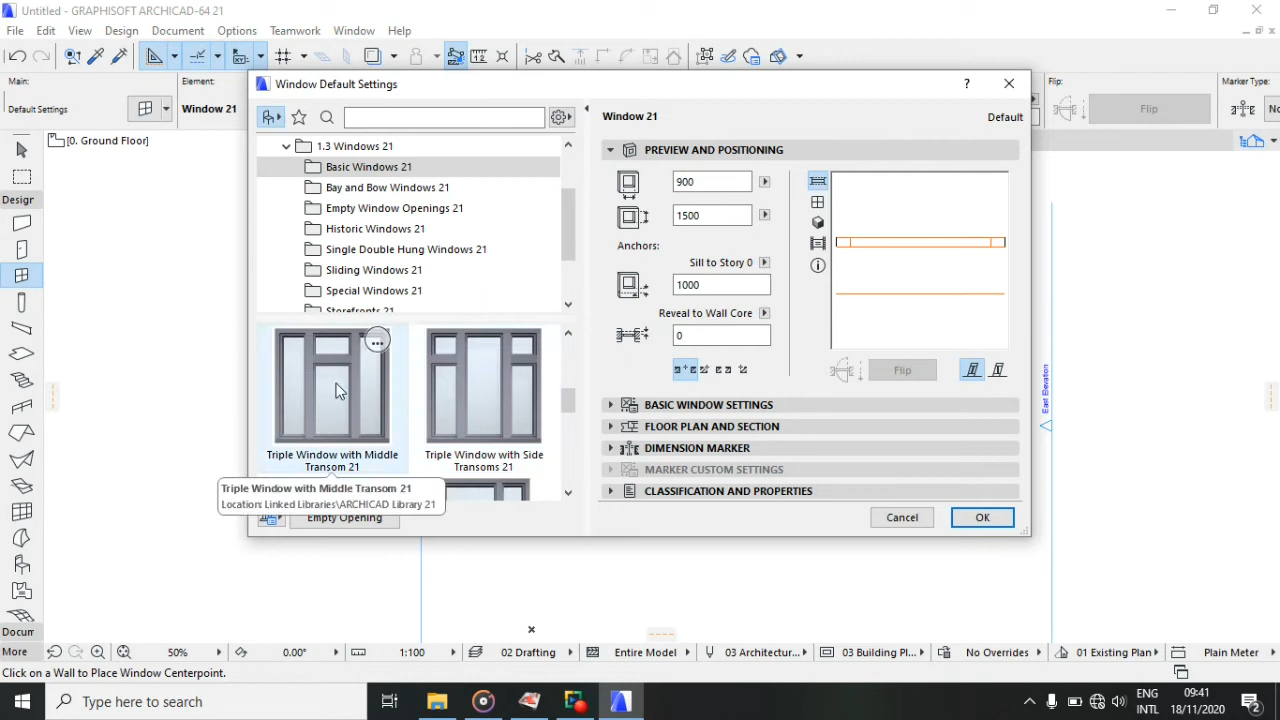 Untitled - GRAPHISOFT ARCHICAD-64 21
File Edit View Design Document Options Teamwork Window Help
Main:
Default Settings
Element:
Window 21
Flip:
Flip
Marker Type:
No
[0. Ground Floor]
Window Default Settings
?
1.3 Windows 21
Basic Windows 21
Bay and Bow Windows 21
Empty Window Openings 21
Historic Windows 21
Single Double Hung Windows 21
Sliding Windows 21
Special Windows 21
Storefronts 21
Triple Window with Middle
Transom 21
Triple Window with Side
Transoms 21
Triple Window with Middle Transom 21
Location: Linked Libraries\ARCHICAD Library 21
Empty Opening
Window 21
Default
PREVIEW AND POSITIONING
900
1500
Anchors:
Sill to Story 0
1000
Reveal to Wall Core
0
Flip
BASIC WINDOW SETTINGS
FLOOR PLAN AND SECTION
DIMENSION MARKER
MARKER CUSTOM SETTINGS
CLASSIFICATION AND PROPERTIES
Cancel
OK
East Elevation
Design
Docum
More
50%
0.00°
1:100
02 Drafting
Entire Model
03 Architectur...
03 Building Pl...
No Overrides
01 Existing Plan
Plain Meter
Click on a Wall to Place Window Centerpoint.
Type here to search
ENG
INTL
09:41
18/11/2020
2